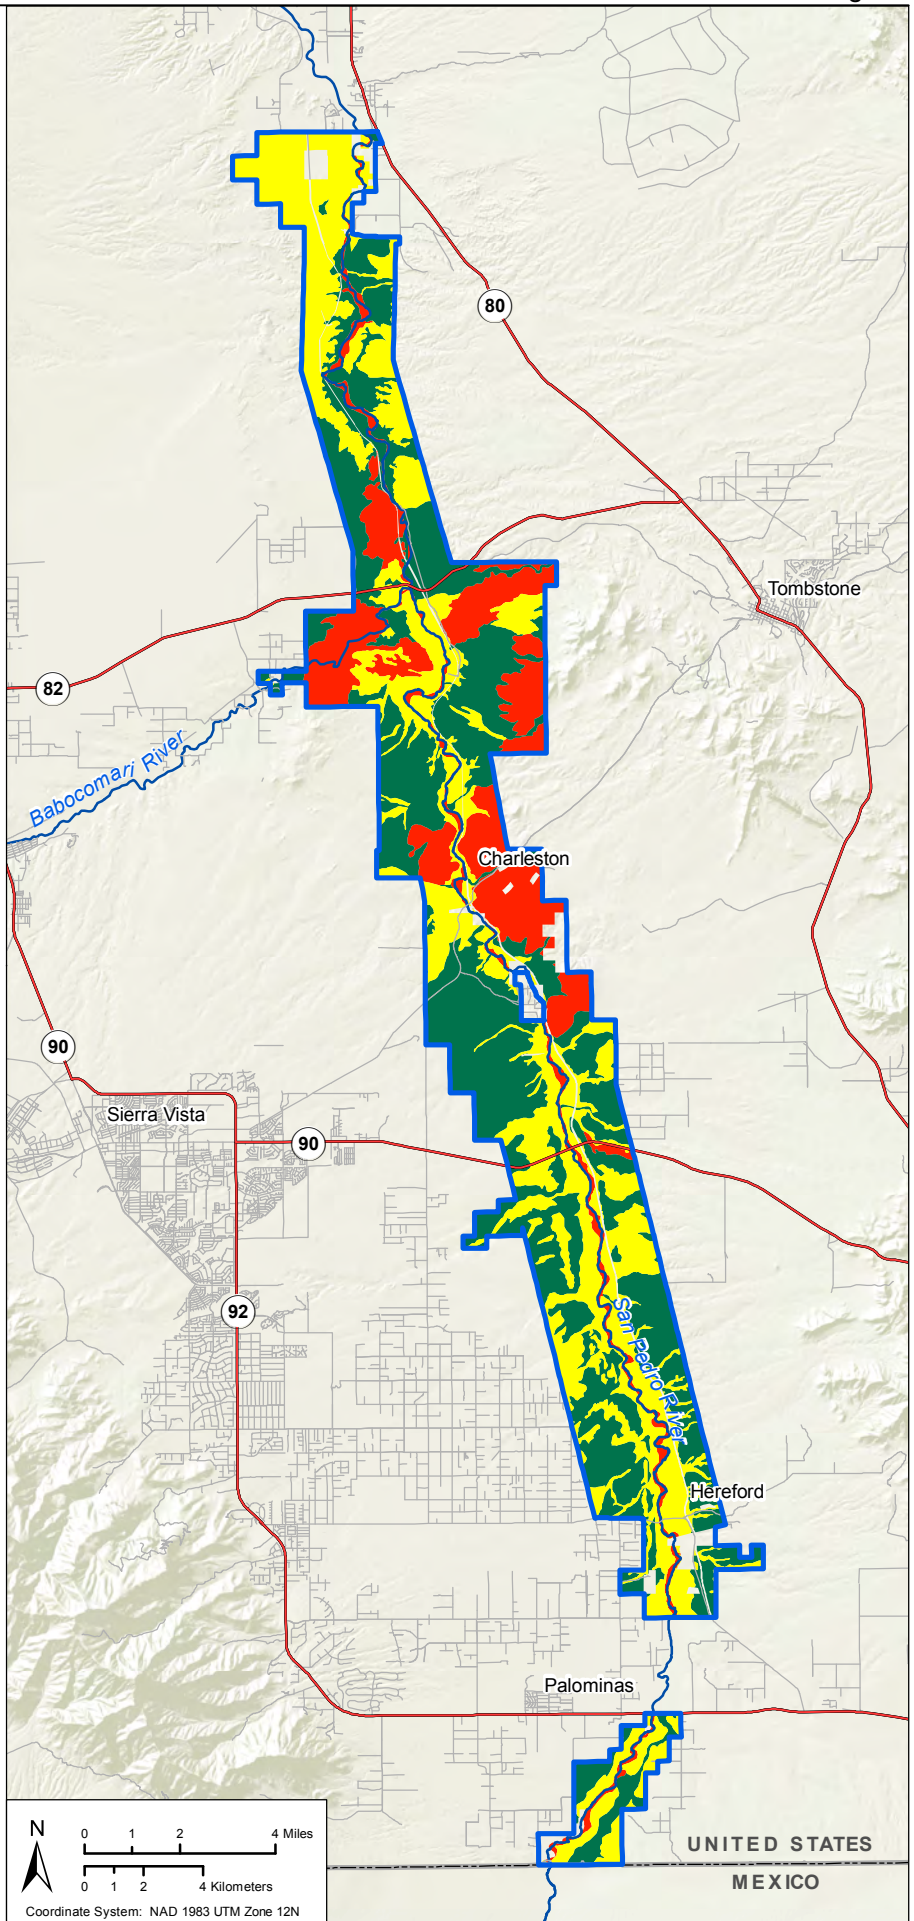 80
Tombstone
82
Babocomari River
Charleston
90
Sierra Vista
90
92
San Pedro River
Hereford
Palominas
N
0 1 2 4 Miles
0 1 2 4 Kilometers
Coordinate System: NAD 1983 UTM Zone 12N
UNITED STATES
MEXICO